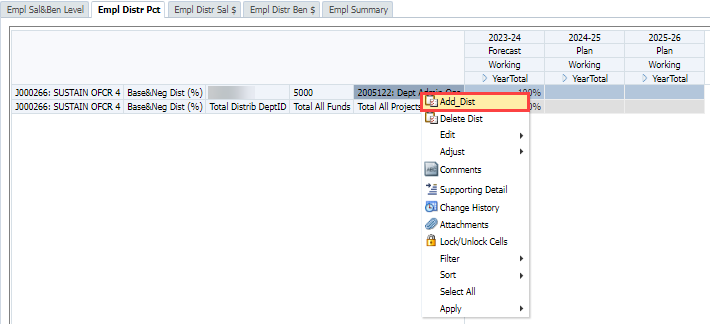 Empl Sal&Ben Level Empl Distr Pct Empl Distr Sal $ Empl Distr Ben $ Empl Summary
2023-24 2024-25 2025-26
Forecast Plan Plan
Working Working Working
YearTotal YearTotal YearTotal
J000266: SUSTAIN OFCR 4 Base&Neg Dist (%) 5000 2005122: Dept Admin Ops 100%
J000266: SUSTAIN OFCR 4 Base&Neg Dist (%) Total Distrib DeptID Total All Funds Total All Projects
Add_Dist
Delete Dist
Edit
Adjust
Comments
Supporting Detail
Change History
Attachments
Lock/Unlock Cells
Filter
Sort
Select All
Apply